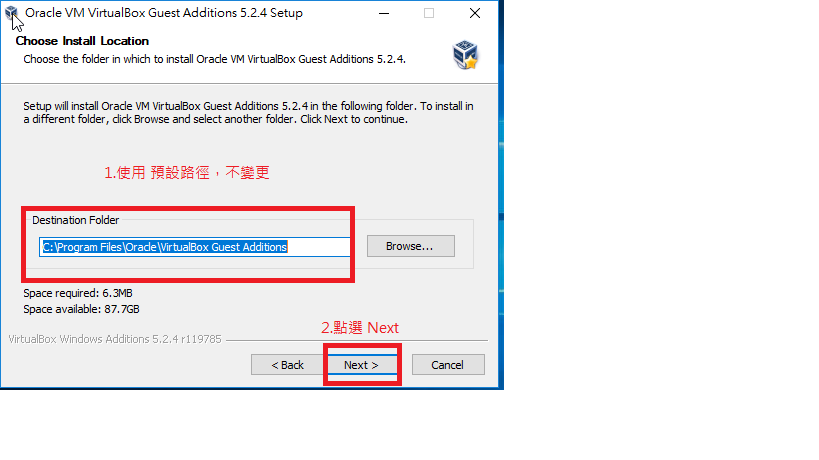 Oracle VM VirtualBox Guest Additions 5.2.4 Setup
Choose Install Location
Choose the folder in which to install Oracle VM VirtualBox Guest Additions 5.2.4.
Setup will install Oracle VM VirtualBox Guest Additions 5.2.4 in the following folder. To install in
a different folder, click Browse and select another folder. Click Next to continue.
1.使用 預設路徑，不變更
Destination Folder
C:\Program Files\Oracle\VirtualBox Guest Additions
Browse...
Space required: 6.3MB
Space available: 87.7GB
2.點選 Next
VirtualBox Windows Additions 5.2.4 r119785
< Back
Next >
Cancel